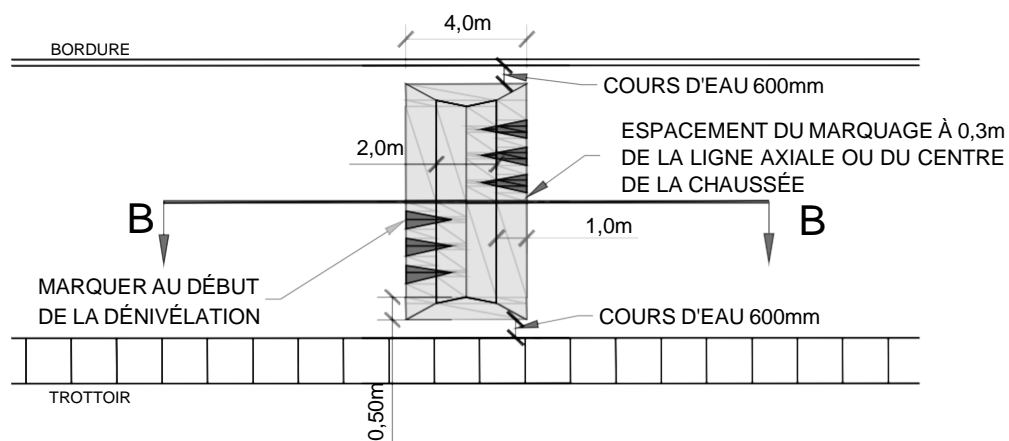 4,0m
BORDURE
COURS D'EAU 600mm
ESPACEMENT DU MARQUAGE À 0,3m
DE LA LIGNE AXIALE OU DU CENTRE
DE LA CHAUSSÉE
2,0m
B
B
1,0m
MARQUER AU DÉBUT
DE LA DÉNIVÉLATION
COURS D'EAU 600mm
TROTTOIR
0,50m